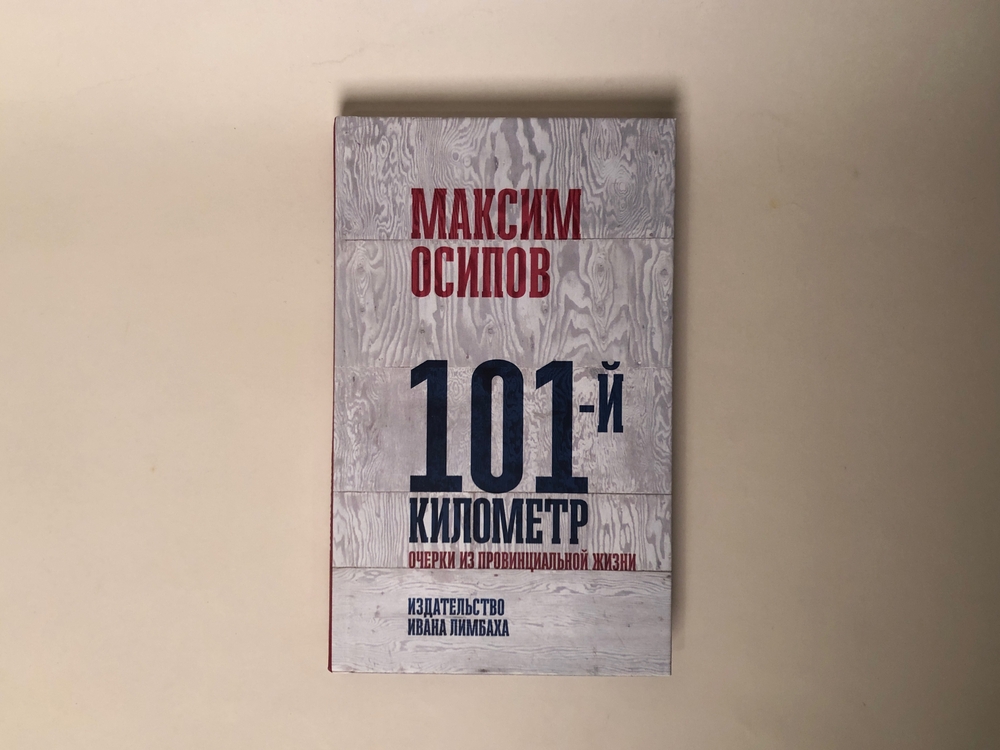 МАКСИМ
ОСИПОВ
101-Й
КИЛОМЕТР
ОЧЕРКИ ИЗ ПРОВИНЦИАЛЬНОЙ ЖИЗНИ
ИЗДАТЕЛЬСТВО
ИВАНА ЛИМБАХА